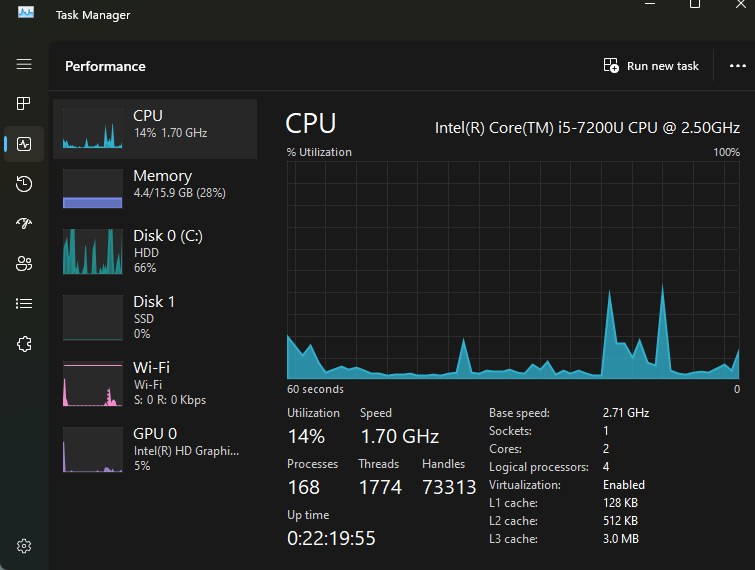 Task Manager
Performance
Run new task
CPU
14% 1.70 GHz
Memory
4.4/15.9 GB (28%)
Disk 0 (C:)
HDD
66%
Disk 1
SSD
0%
Wi-Fi
Wi-Fi
S: 0 R: 0 Kbps
GPU 0
Intel(R) HD Graphi...
5%
CPU
Intel(R) Core(TM) i5-7200U CPU @ 2.50GHz
% Utilization 100%
60 seconds 0
Utilization Speed
14% 1.70 GHz
Processes Threads Handles
168 1774 73313
Up time
0:22:19:55
Base speed: 2.71 GHz
Sockets: 1
Cores: 2
Logical processors: 4
Virtualization: Enabled
L1 cache: 128 KB
L2 cache: 512 KB
L3 cache: 3.0 MB